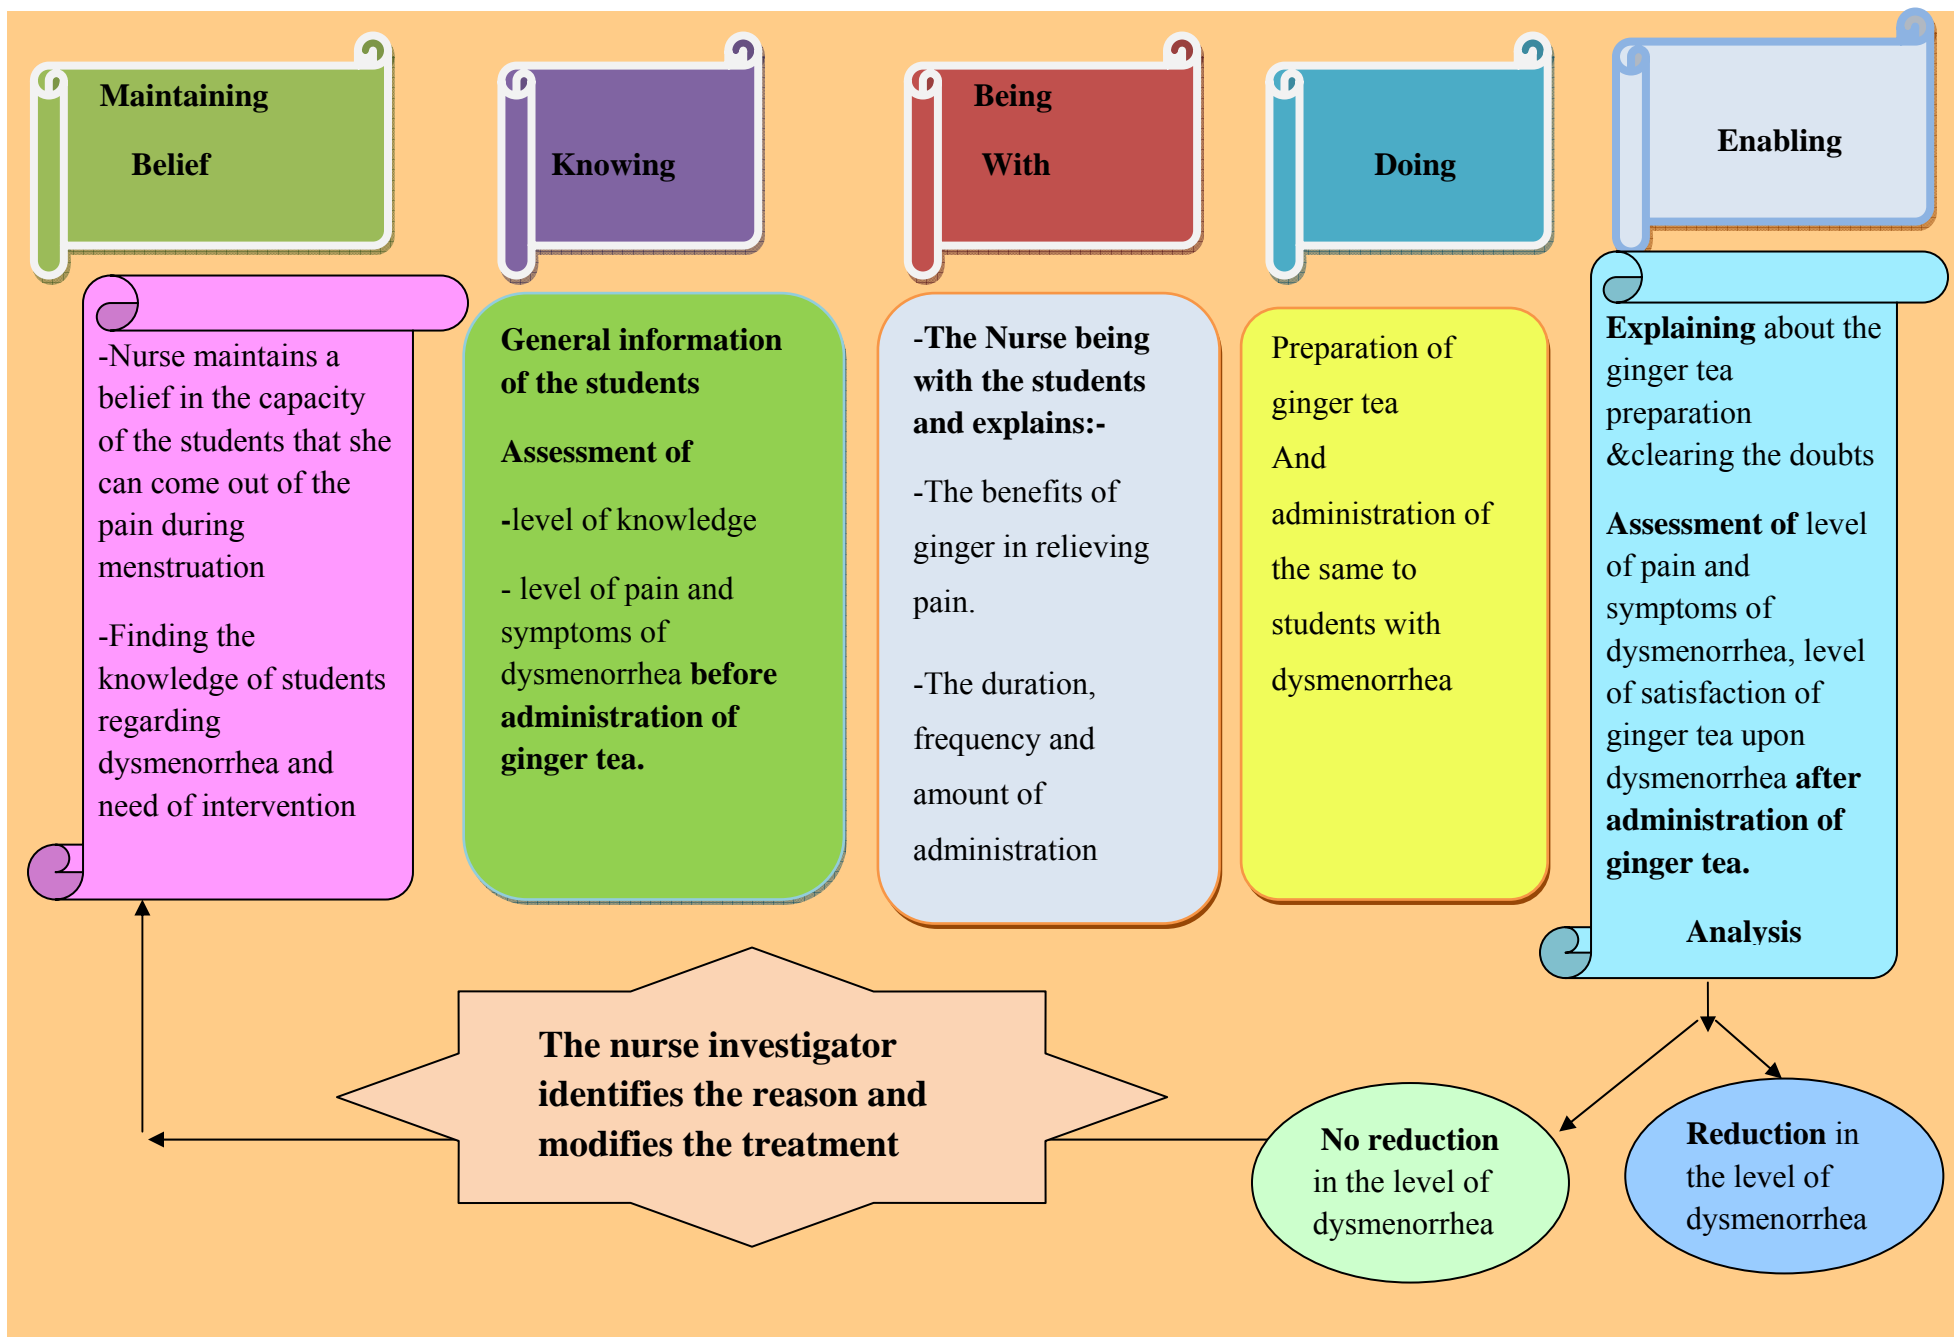 Maintaining
Belief
Knowing
Being
With
Doing
Enabling
-Nurse maintains a
belief in the capacity
of the students that she
can come out of the
pain during
menstruation
-Finding the
knowledge of students
regarding
dysmenorrhea and
need of intervention
General information
of the students
Assessment of
-level of knowledge
- level of pain and
symptoms of
dysmenorrhea before
administration of
ginger tea.
-The Nurse being
with the students
and explains:-
-The benefits of
ginger in relieving
pain.
-The duration,
frequency and
amount of
administration
Preparation of
ginger tea
And
administration of
the same to
students with
dysmenorrhea
Explaining about the
ginger tea
preparation
&clearing the doubts
Assessment of level
of pain and
symptoms of
dysmenorrhea, level
of satisfaction of
ginger tea upon
dysmenorrhea after
administration of
ginger tea.
Analysis
The nurse investigator
identifies the reason and
modifies the treatment
No reduction
in the level of
dysmenorrhea
Reduction in
the level of
dysmenorrhea